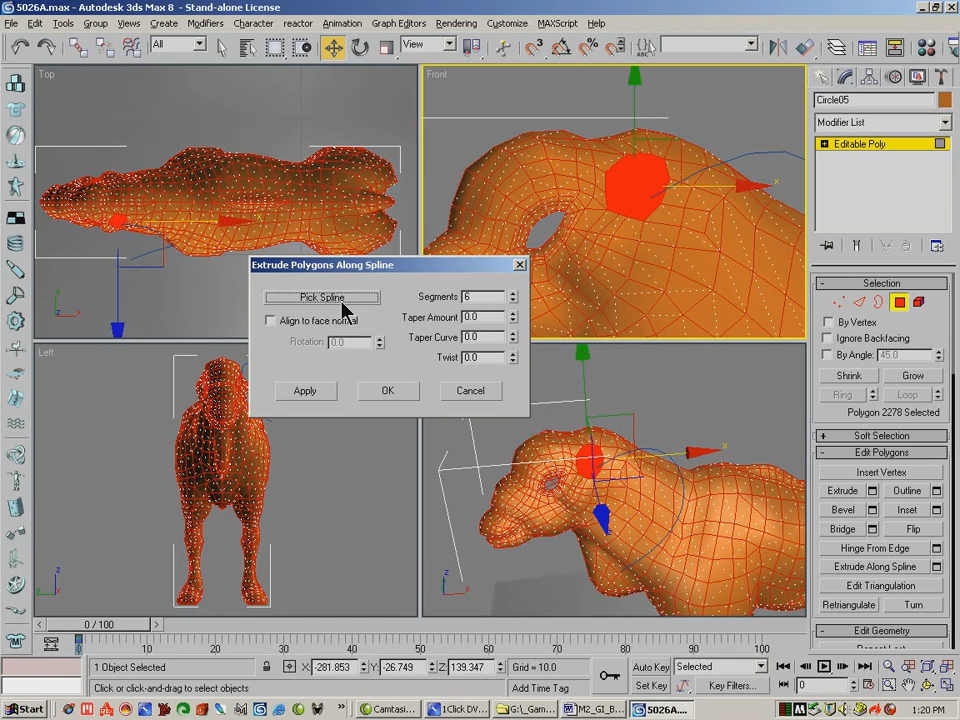 5026A.max - Autodesk 3ds Max 8 - Stand-alone License
File Edit Tools Group Views Create Modifiers Character reactor Animation Graph Editors Rendering Customize MAXScript Help
All
View
Top
Front
Left
Extrude Polygons Along Spline
Pick Spline
Segments 6
Align to face normal
Taper Amount 0.0
Rotation 0.0
Taper Curve 0.0
Twist 0.0
Apply OK Cancel
Circle05
Modifier List
Editable Poly
Selection
By Vertex
Ignore Backfacing
By Angle: 45.0
Shrink Grow
Ring Loop
Polygon 2278 Selected
Soft Selection
Edit Polygons
Insert Vertex
Extrude Outline
Bevel Inset
Bridge Flip
Hinge From Edge
Extrude Along Spline
Edit Triangulation
Retriangulate Turn
Edit Geometry
0 / 100
10 20 30 40 50 60 70 80 90 100
1 Object Selected
X: -281.853 Y: -26.749 Z: 139.347
Grid = 10.0
Auto Key Selected
Click or click-and-drag to select objects
Add Time Tag
Set Key Key Filters...
0
Start
Camtasi...
1Click DV...
G:\_Gam...
M2_GI_B...
5026A....
1:20 PM